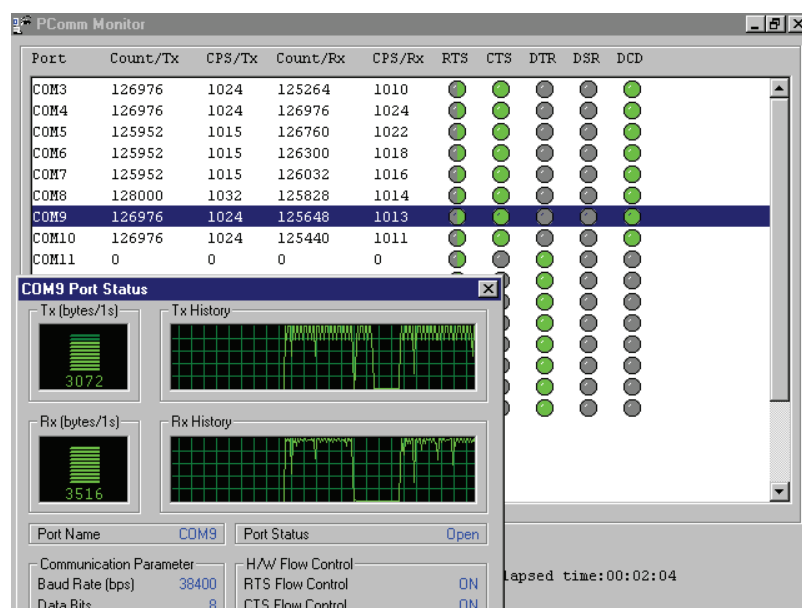 PComm Monitor
Port Count/Tx CPS/Tx Count/Rx CPS/Rx RTS CTS DTR DSR DCD
COM3 126976 1024 125264 1010
COM4 126976 1024 126976 1024
COM5 125952 1015 126760 1022
COM6 125952 1015 126300 1018
COM7 125952 1015 126032 1016
COM8 128000 1032 125828 1014
COM9 126976 1024 125648 1013
COM10 126976 1024 125440 1011
COM11 0 0 0 0
COM9 Port Status
Tx (bytes/1s) Tx History
3072
Rx (bytes/1s) Rx History
3516
Port Name COM9 Port Status Open
Communication Parameter H/W Flow Control
Baud Rate (bps) 38400 RTS Flow Control ON
lapsed time:00:02:04
Data Bits 8 CTS Flow Control ON